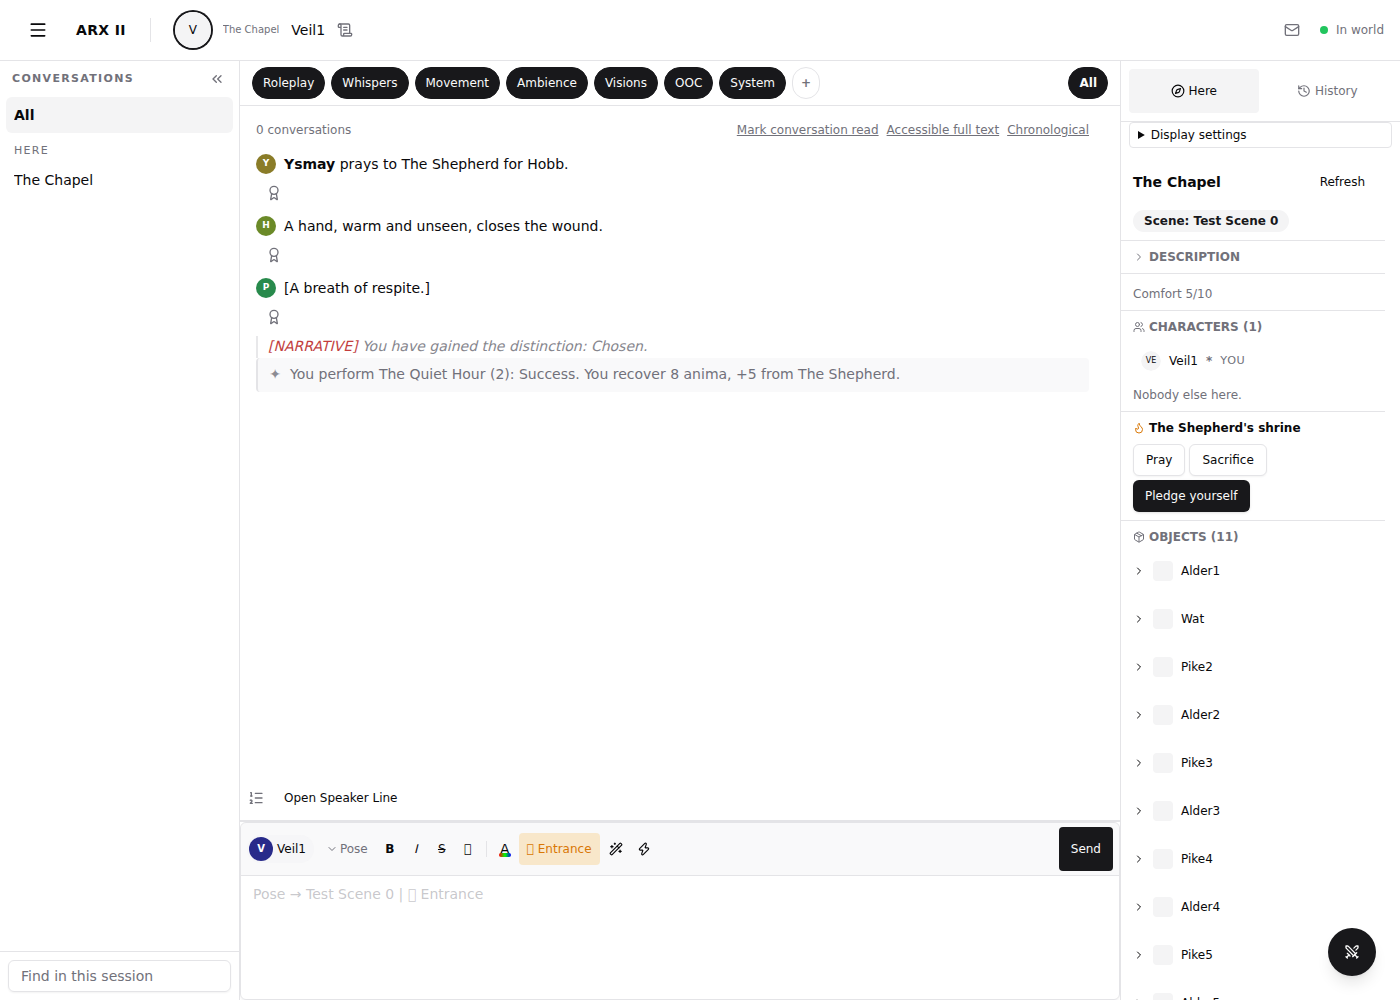 ARX II
V
The Chapel
Veil1
In world
CONVERSATIONS
All
HERE
The Chapel
Find in this session
Roleplay
Whispers
Movement
Ambience
Visions
OOC
System
+
All
0 conversations
Mark conversation read
Accessible full text
Chronological
Y
Ysmay prays to The Shepherd for Hobb.
H
A hand, warm and unseen, closes the wound.
P
[A breath of respite.]
[NARRATIVE] You have gained the distinction: Chosen.
✦ You perform The Quiet Hour (2): Success. You recover 8 anima, +5 from The Shepherd.
Open Speaker Line
V
Veil1
Pose
B
I
S
A
Entrance
Send
Pose → Test Scene 0 | Entrance
Here
History
Display settings
The Chapel
Refresh
Scene: Test Scene 0
DESCRIPTION
Comfort 5/10
CHARACTERS (1)
VE
Veil1 * YOU
Nobody else here.
The Shepherd's shrine
Pray
Sacrifice
Pledge yourself
OBJECTS (11)
Alder1
Wat
Pike2
Alder2
Pike3
Alder3
Pike4
Alder4
Pike5